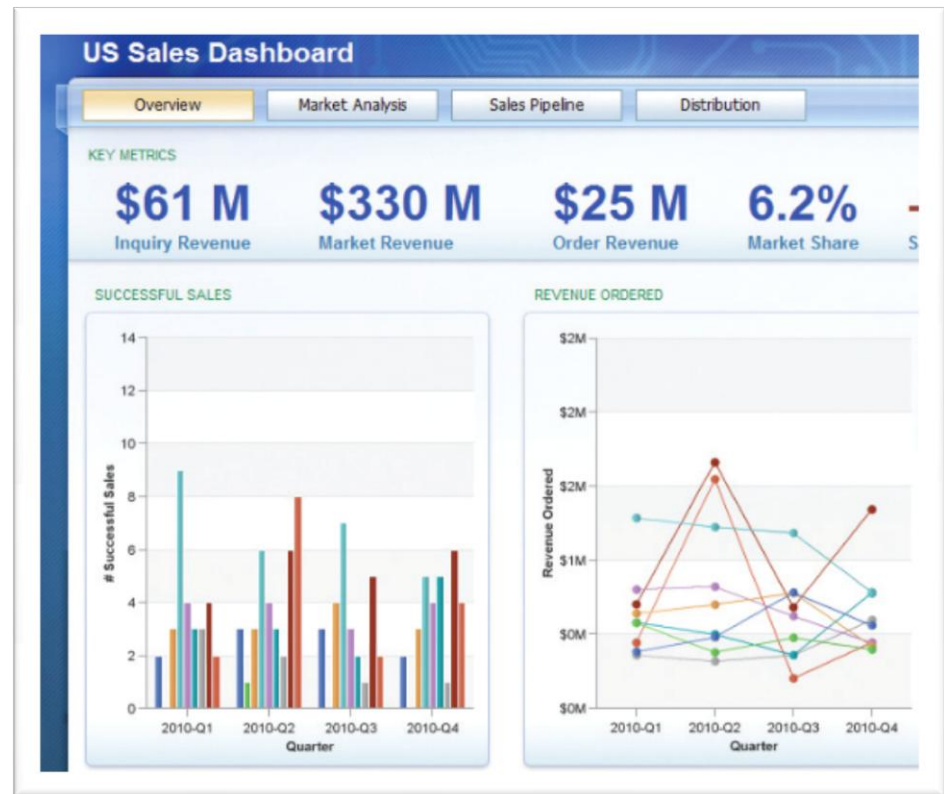 US Sales Dashboard
Overview Market Analysis Sales Pipeline Distribution
KEY METRICS
$61 M $330 M $25 M 6.2%
Inquiry Revenue Market Revenue Order Revenue Market Share S
SUCCESSFUL SALES
14
12
10
8
6
4
2
0
# Successful Sales
2010-Q1 2010-Q2 2010-Q3 2010-Q4
Quarter
REVENUE ORDERED
$2M
$2M
$2M
$1M
$0M
$0M
Revenue Ordered
2010-Q1 2010-Q2 2010-Q3 2010-Q4
Quarter